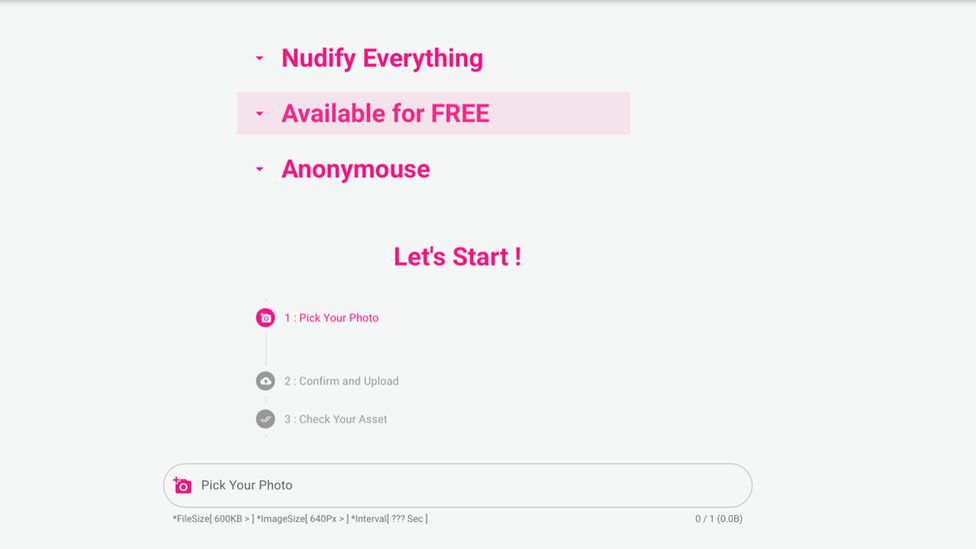 Nudify Everything
Available for FREE
Anonymouse
Let's Start !
1 : Pick Your Photo
2 : Confirm and Upload
3 : Check Your Asset
Pick Your Photo
*FileSize[ 600KB > ] *ImageSize[ 640Px > ] *Interval[ ??? Sec ]
0 / 1 (0.0B)